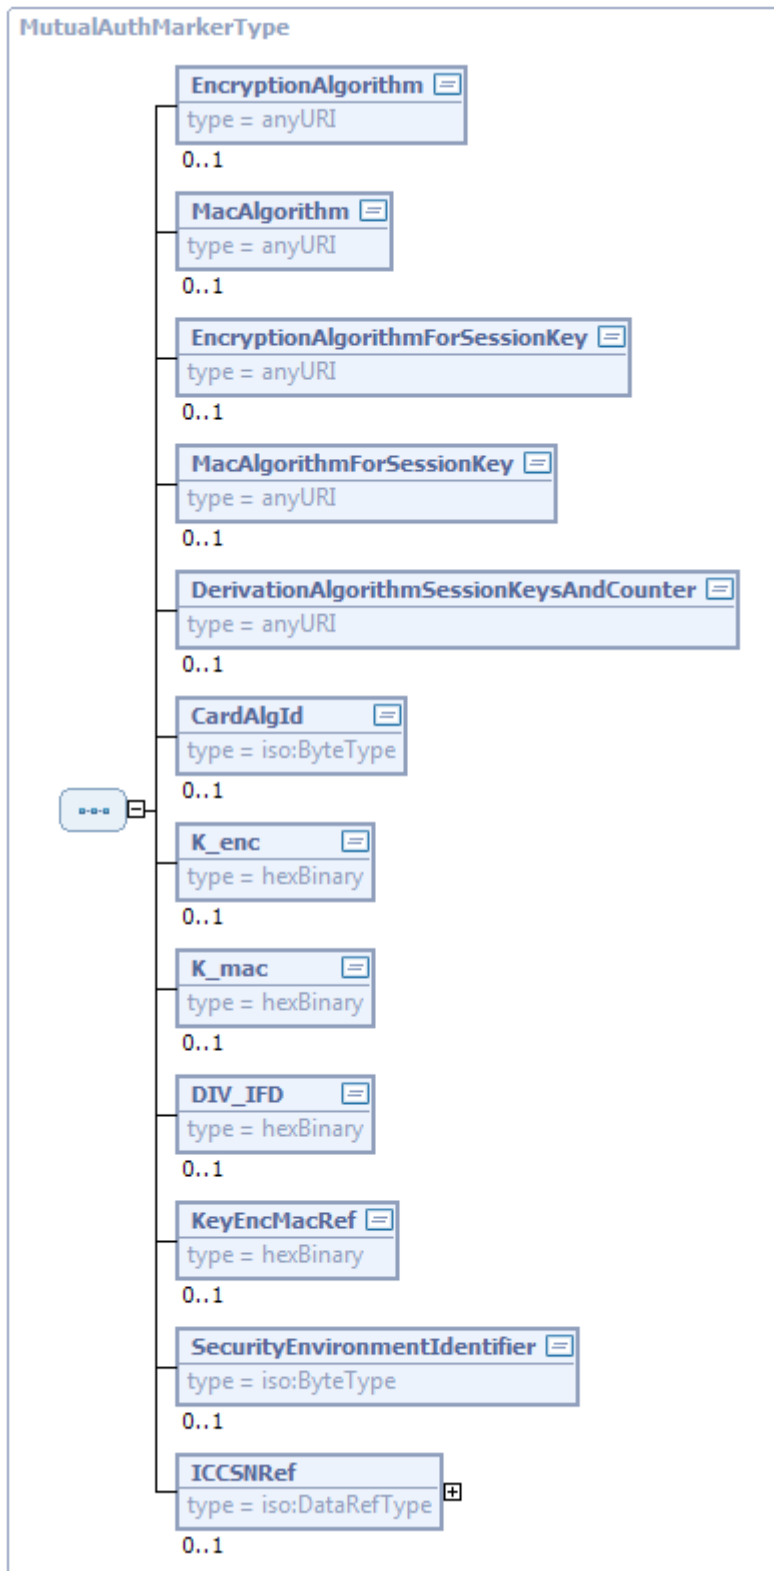 MutualAuthMarkerType
EncryptionAlgorithm
type = anyURI
0..1
MacAlgorithm
type = anyURI
0..1
EncryptionAlgorithmForSessionKey
type = anyURI
0..1
MacAlgorithmForSessionKey
type = anyURI
0..1
DerivationAlgorithmSessionKeysAndCounter
type = anyURI
0..1
CardAlgId
type = iso:ByteType
0..1
K_enc
type = hexBinary
0..1
K_mac
type = hexBinary
0..1
DIV_IFD
type = hexBinary
0..1
KeyEncMacRef
type = hexBinary
0..1
SecurityEnvironmentIdentifier
type = iso:ByteType
0..1
ICCSNRef
type = iso:DataRefType
0..1